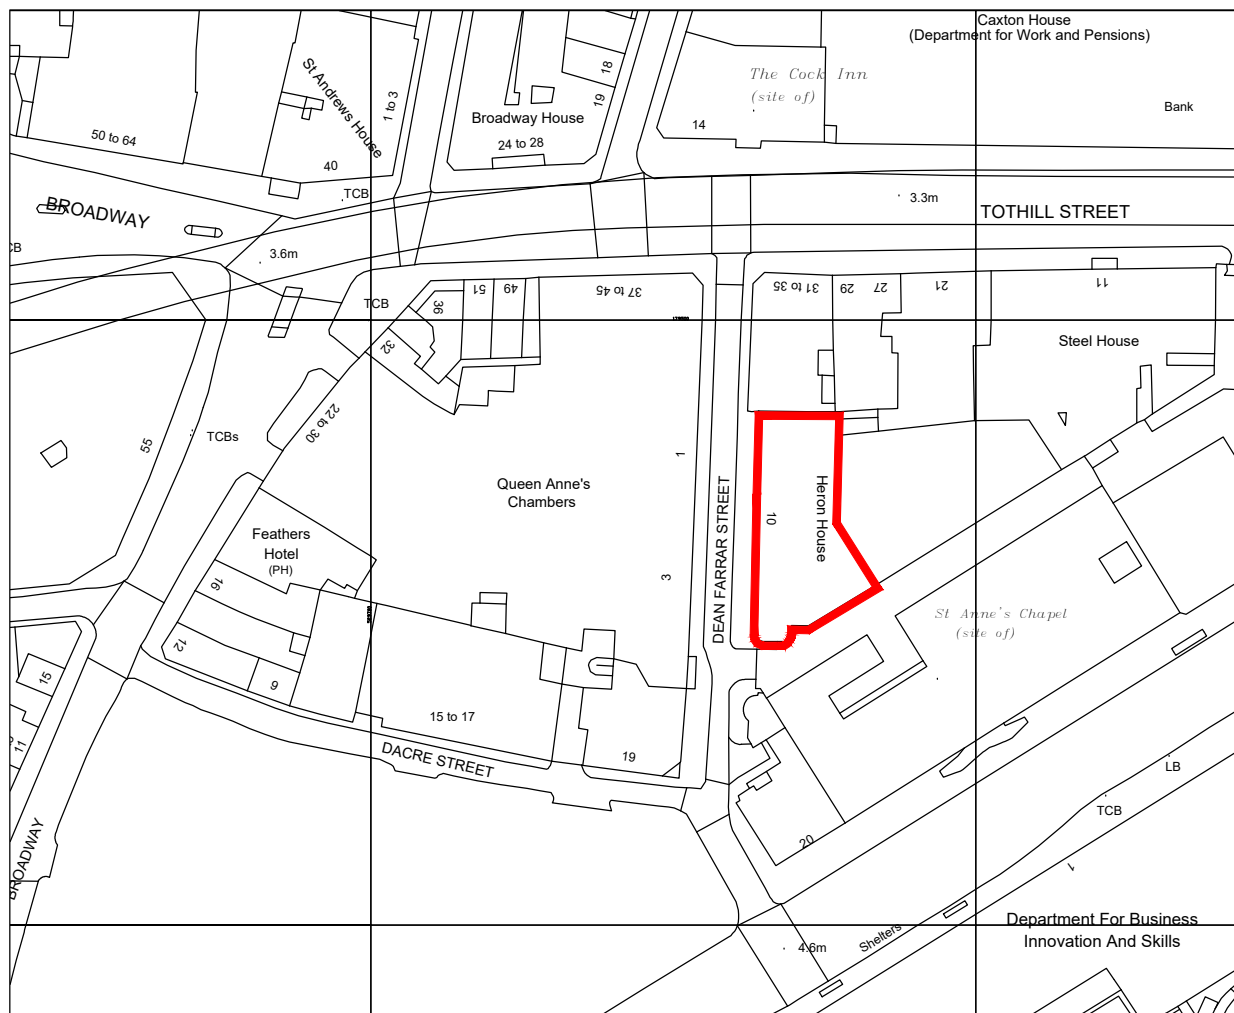 Caxton House
(Department for Work and Pensions)
The Cock Inn
(site of)
Bank
St Andrews House
1 to 3
18
19
Broadway House
24 to 28
14
50 to 64
40
TCB
BROADWAY
3.3m
TOTHILL STREET
3.6m
TCB
36
51
49
37 to 45
31 to 35
29
27
21
11
32
Steel House
22 to 30
55
TCBs
1
Queen Anne's
Chambers
DEAN FARRAR STREET
10
Heron House
Feathers
Hotel
(PH)
16
3
St Anne's Chapel
(site of)
12
9
15
11
15 to 17
19
DACRE STREET
LB
TCB
20
1
BROADWAY
Shelters
4.6m
Department For Business
Innovation And Skills